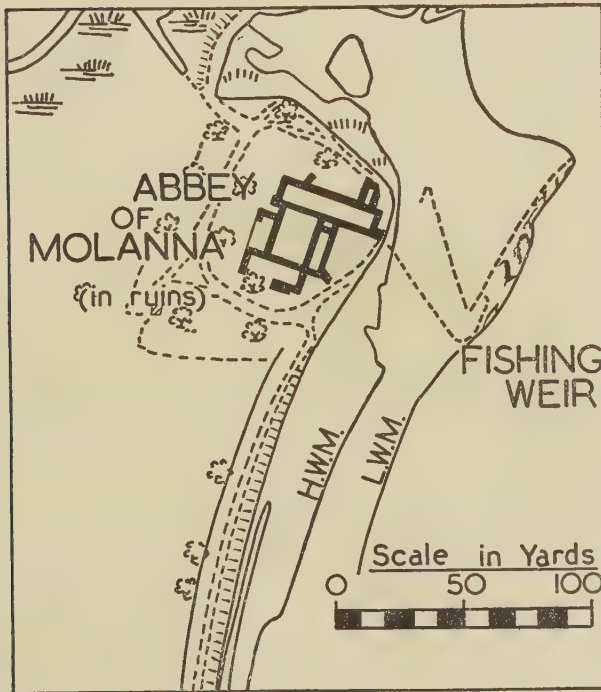 ABBEY
OF
MOLANNA
(in ruins)
FISHING
WEIR
H.W.M.
L.W.M.
Scale in Yards
0 50 100